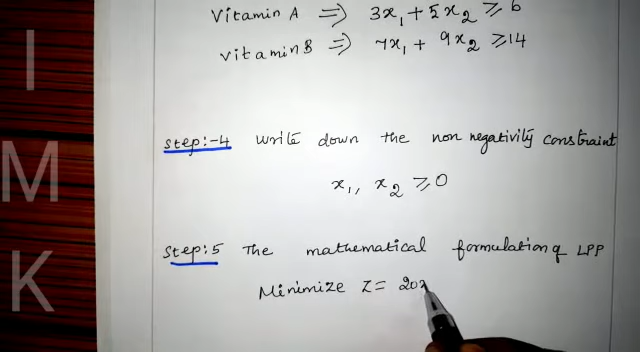 Vitamin A ⇒ 3x₁ + 5x₂ ≥ 6
Vitamin B ⇒ 7x₁ + 9x₂ ≥ 14
Step:-4 Write down the non negativity constraint
x₁, x₂ ≥ 0
Step:5 The mathematical formulation of LPP
Minimize Z = 20x
I
M
K